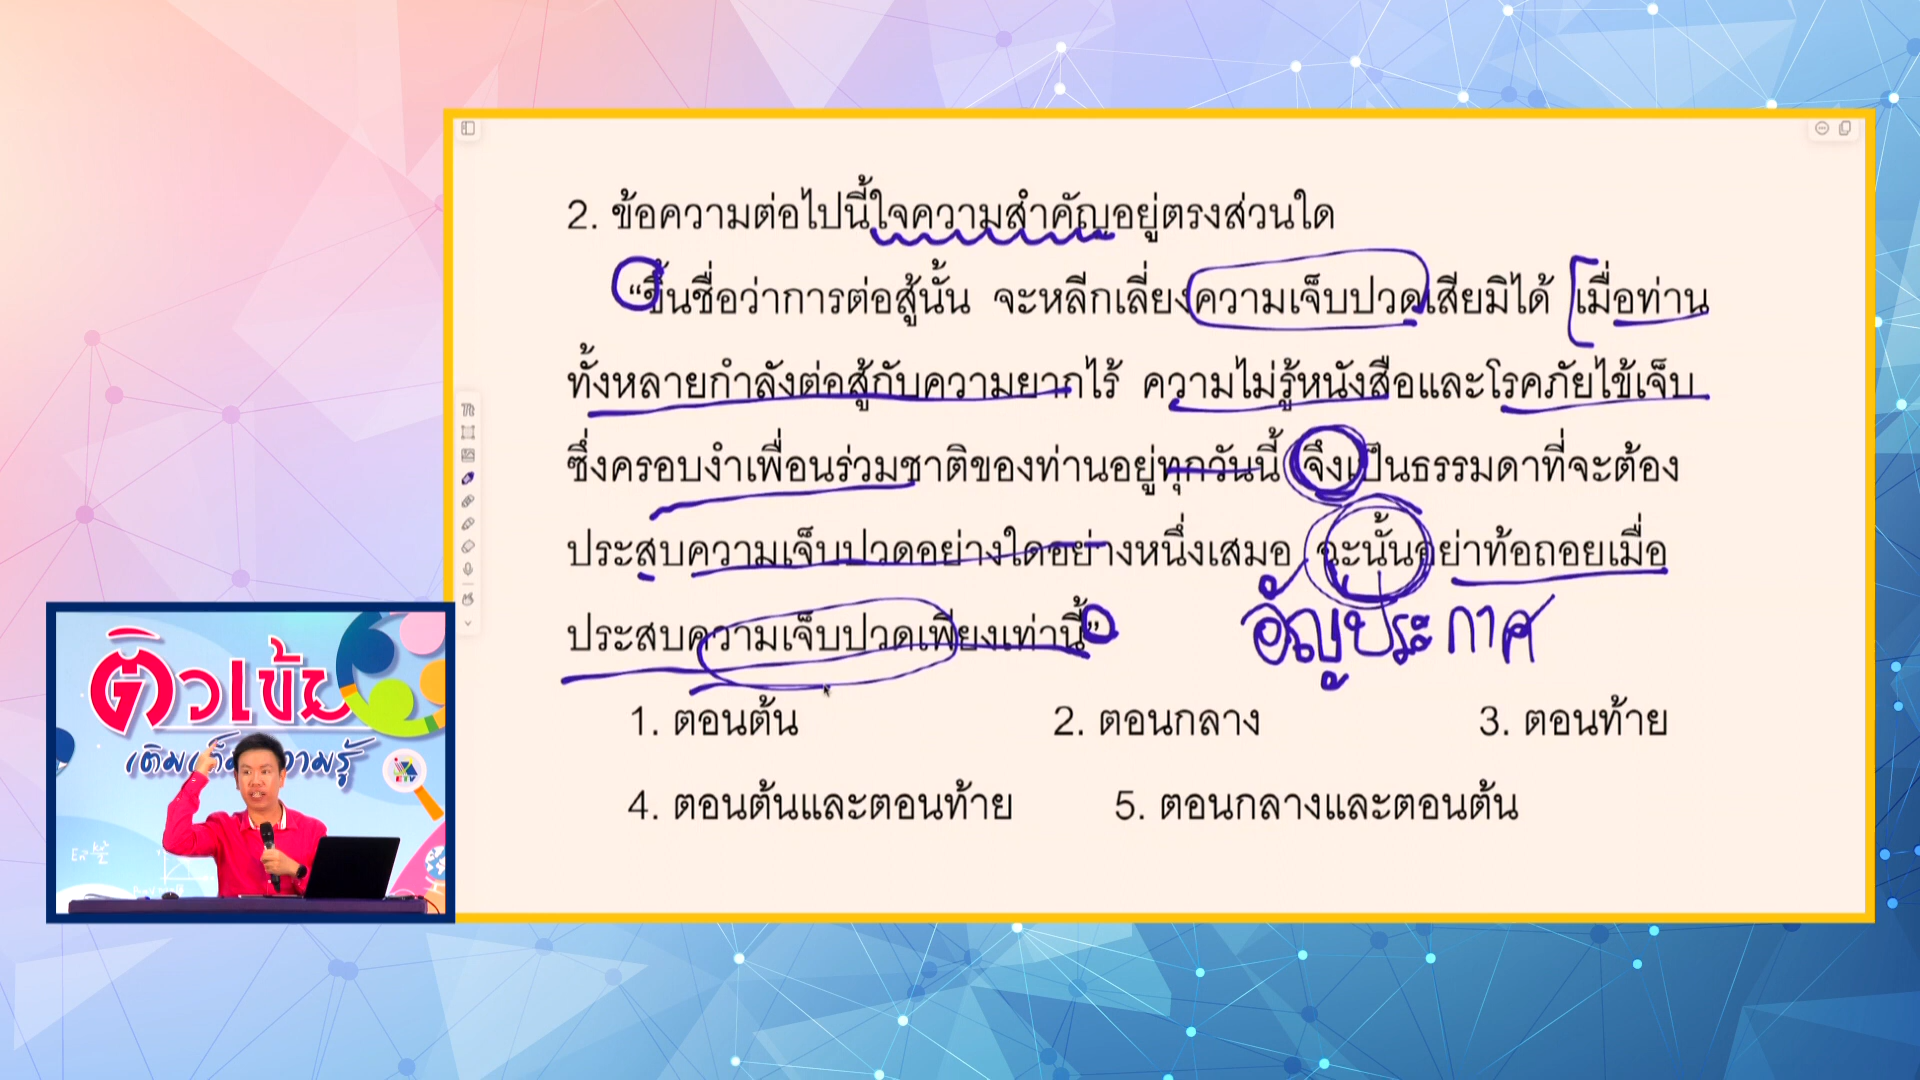 2. ข้อความต่อไปนี้ใจความสำคัญอยู่ตรงส่วนใด
“ขึ้นชื่อว่าการต่อสู้นั้น จะหลีกเลี่ยงความเจ็บปวดเสียมิได้ เมื่อท่าน
ทั้งหลายกำลังต่อสู้กับความยากไร้ ความไม่รู้หนังสือและโรคภัยไข้เจ็บ
ซึ่งครอบงำเพื่อนร่วมชาติของท่านอยู่ทุกวันนี้ จึงเป็นธรรมดาที่จะต้อง
ประสบความเจ็บปวดอย่างใดอย่างหนึ่งเสมอ ฉะนั้นอย่าท้อถอยเมื่อ
ประสบความเจ็บปวดเพียงเท่านี้”
อัญประกาศ
1. ตอนต้น 2. ตอนกลาง 3. ตอนท้าย
4. ตอนต้นและตอนท้าย 5. ตอนกลางและตอนต้น
ติวเข้ม
เติมเต็มความรู้